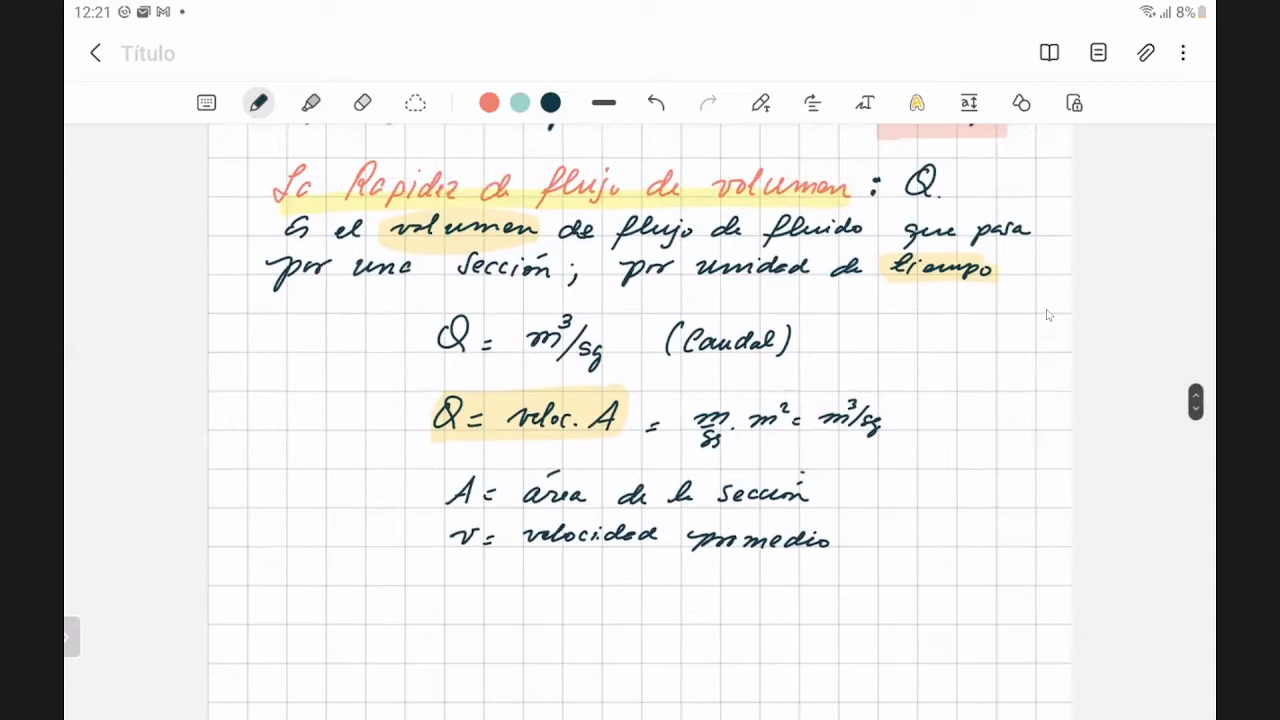 12:21
8%
Título
La Rapidez de flujo de volumen : Q.
Es el volumen de flujo de fluido que pasa
por una sección ; por unidad de tiempo
Q = m³/sg (Caudal)
Q = veloc. A = m/sg . m² = m³/sg
A = área de la sección
v = velocidad promedio